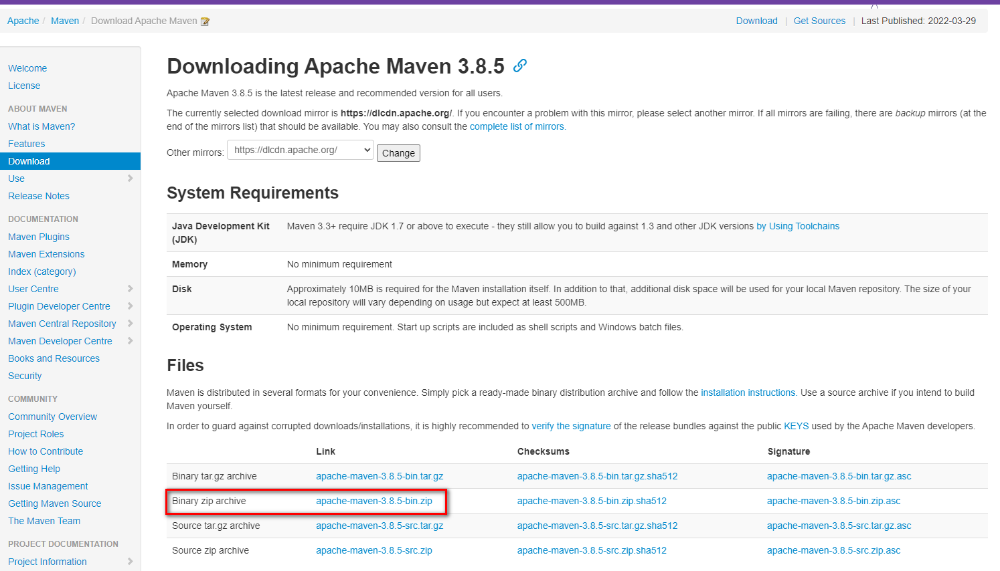 Apache / Maven / Download Apache Maven
Download | Get Sources | Last Published: 2022-03-29
Welcome
License
ABOUT MAVEN
What is Maven?
Features
Download
Use
Release Notes
DOCUMENTATION
Maven Plugins
Maven Extensions
Index (category)
User Centre
Plugin Developer Centre
Maven Central Repository
Maven Developer Centre
Books and Resources
Security
COMMUNITY
Community Overview
Project Roles
How to Contribute
Getting Help
Issue Management
Getting Maven Source
The Maven Team
PROJECT DOCUMENTATION
Project Information
Downloading Apache Maven 3.8.5
Apache Maven 3.8.5 is the latest release and recommended version for all users.
The currently selected download mirror is https://dlcdn.apache.org/. If you encounter a problem with this mirror, please select another mirror. If all mirrors are failing, there are backup mirrors (at the
end of the mirrors list) that should be available. You may also consult the complete list of mirrors.
Other mirrors: https://dlcdn.apache.org/ Change
System Requirements
Java Development Kit Maven 3.3+ require JDK 1.7 or above to execute - they still allow you to build against 1.3 and other JDK versions by Using Toolchains
(JDK)
Memory No minimum requirement
Disk Approximately 10MB is required for the Maven installation itself. In addition to that, additional disk space will be used for your local Maven repository. The size of your
local repository will vary depending on usage but expect at least 500MB.
Operating System No minimum requirement. Start up scripts are included as shell scripts and Windows batch files.
Files
Maven is distributed in several formats for your convenience. Simply pick a ready-made binary distribution archive and follow the installation instructions. Use a source archive if you intend to build
Maven yourself.
In order to guard against corrupted downloads/installations, it is highly recommended to verify the signature of the release bundles against the public KEYS used by the Apache Maven developers.
Link Checksums Signature
Binary tar.gz archive apache-maven-3.8.5-bin.tar.gz apache-maven-3.8.5-bin.tar.gz.sha512 apache-maven-3.8.5-bin.tar.gz.asc
Binary zip archive apache-maven-3.8.5-bin.zip apache-maven-3.8.5-bin.zip.sha512 apache-maven-3.8.5-bin.zip.asc
Source tar.gz archive apache-maven-3.8.5-src.tar.gz apache-maven-3.8.5-src.tar.gz.sha512 apache-maven-3.8.5-src.tar.gz.asc
Source zip archive apache-maven-3.8.5-src.zip apache-maven-3.8.5-src.zip.sha512 apache-maven-3.8.5-src.zip.asc